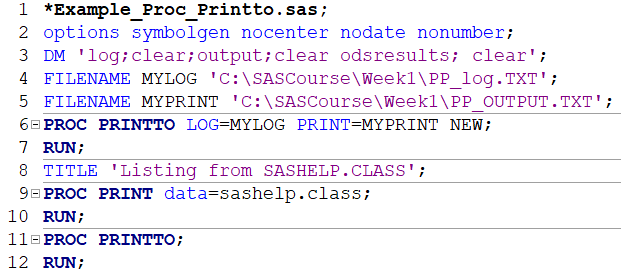 1 *Example_Proc_Printto.sas;
2 options symbolgen nocenter nodate nonumber;
3 DM 'log;clear;output;clear odsresults; clear';
4 FILENAME MYLOG 'C:\SASCourse\Week1\PP_log.TXT';
5 FILENAME MYPRINT 'C:\SASCourse\Week1\PP_OUTPUT.TXT';
6 PROC PRINTTO LOG=MYLOG PRINT=MYPRINT NEW;
7 RUN;
8 TITLE 'Listing from SASHELP.CLASS';
9 PROC PRINT data=sashelp.class;
10 RUN;
11 PROC PRINTTO;
12 RUN;